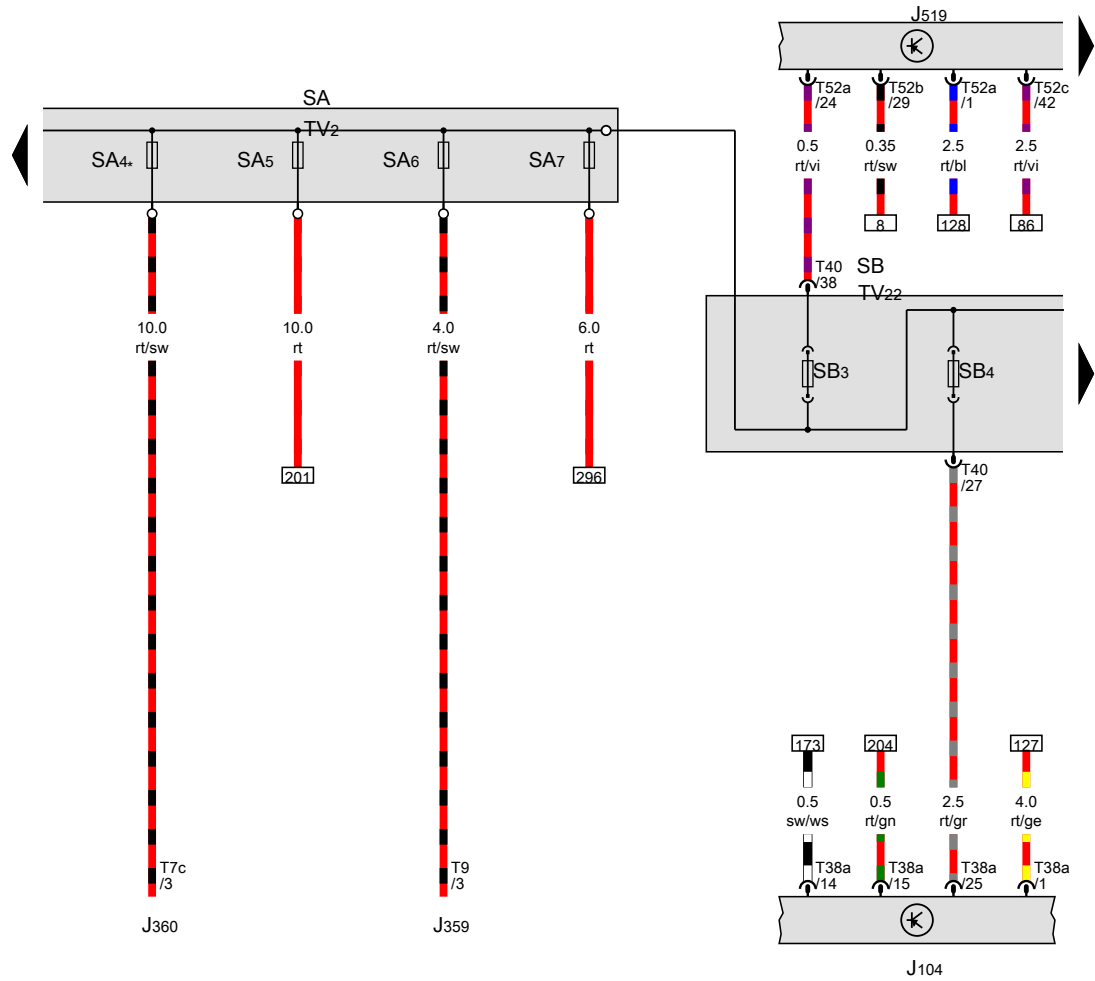 J519
T52a
/24
T52b
/29
T52a
/1
T52c
/42
SA
TV2
SA4*
SA5
SA6
SA7
0.5
rt/vi
0.35
rt/sw
2.5
rt/bl
2.5
rt/vi
8
128
86
T40
/38
SB
TV22
10.0
rt/sw
10.0
rt
4.0
rt/sw
6.0
rt
SB3
SB4
201
296
T40
/27
173
204
127
0.5
sw/ws
0.5
rt/gn
2.5
rt/gr
4.0
rt/ge
T7c
/3
T9
/3
T38a
/14
T38a
/15
T38a
/25
T38a
/1
J360
J359
J104